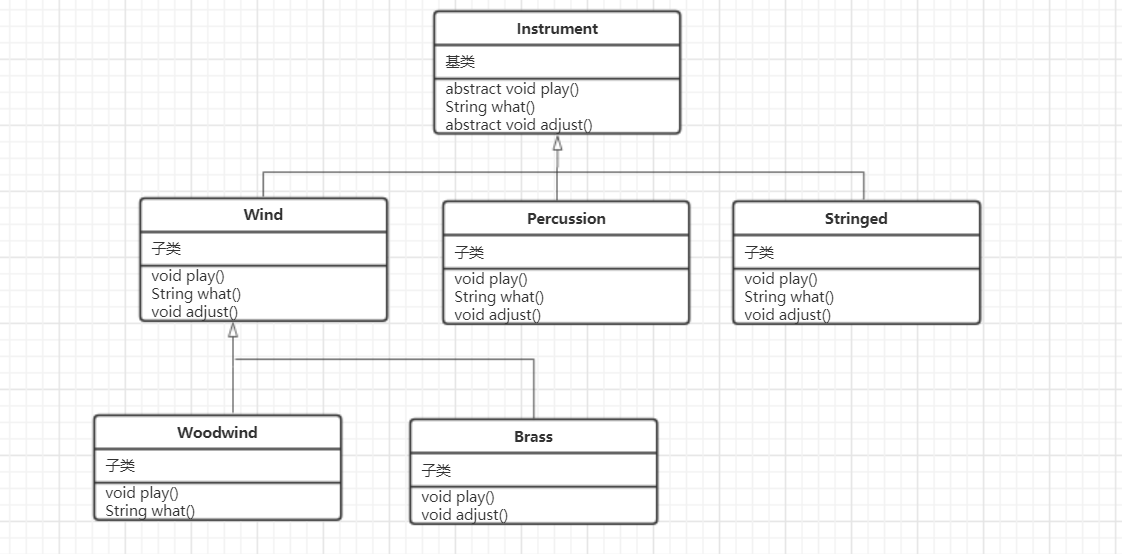 Instrument
基类
abstract void play()
String what()
abstract void adjust()
Wind
子类
void play()
String what()
void adjust()
Percussion
子类
void play()
String what()
void adjust()
Stringed
子类
void play()
String what()
void adjust()
Woodwind
子类
void play()
String what()
Brass
子类
void play()
void adjust()